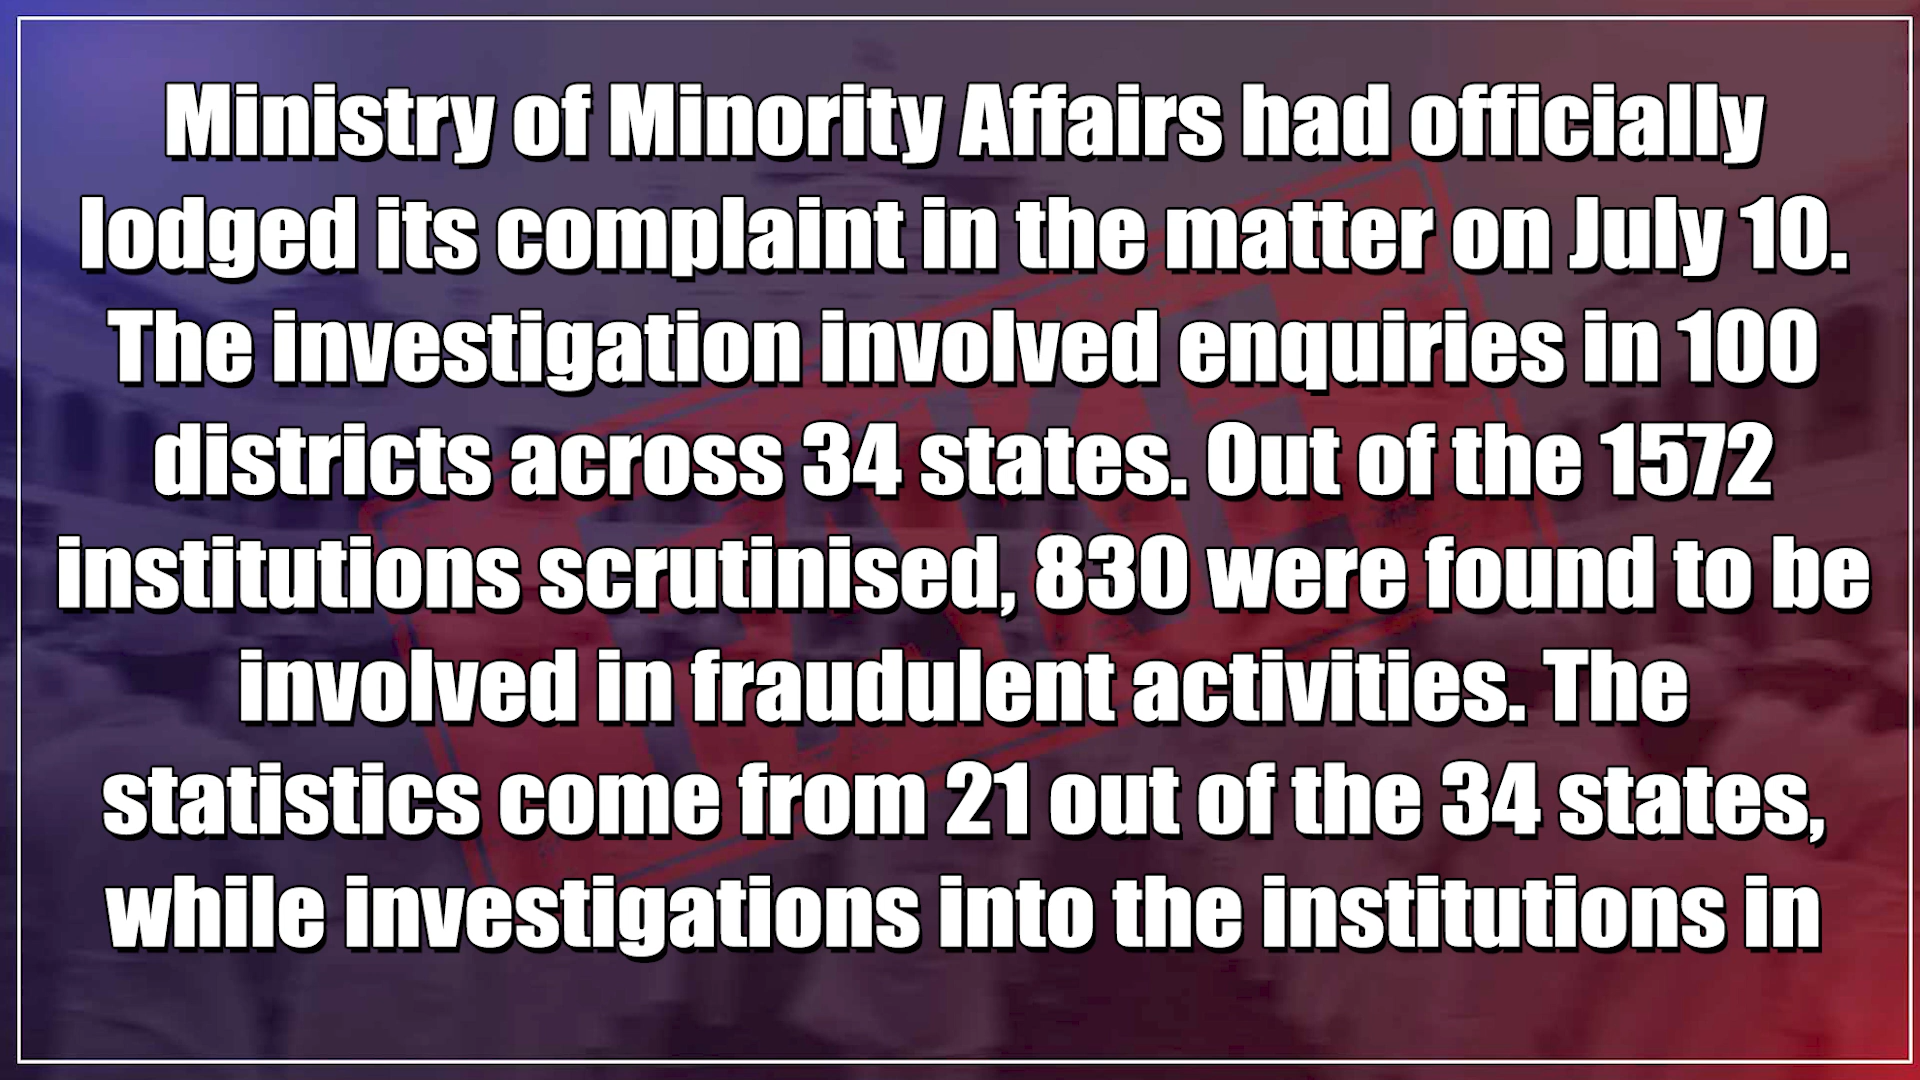 Ministry of Minority Affairs had officially
lodged its complaint in the matter on July 10.
The investigation involved enquiries in 100
districts across 34 states. Out of the 1572
institutions scrutinised, 830 were found to be
involved in fraudulent activities. The
statistics come from 21 out of the 34 states,
while investigations into the institutions in
FAKE